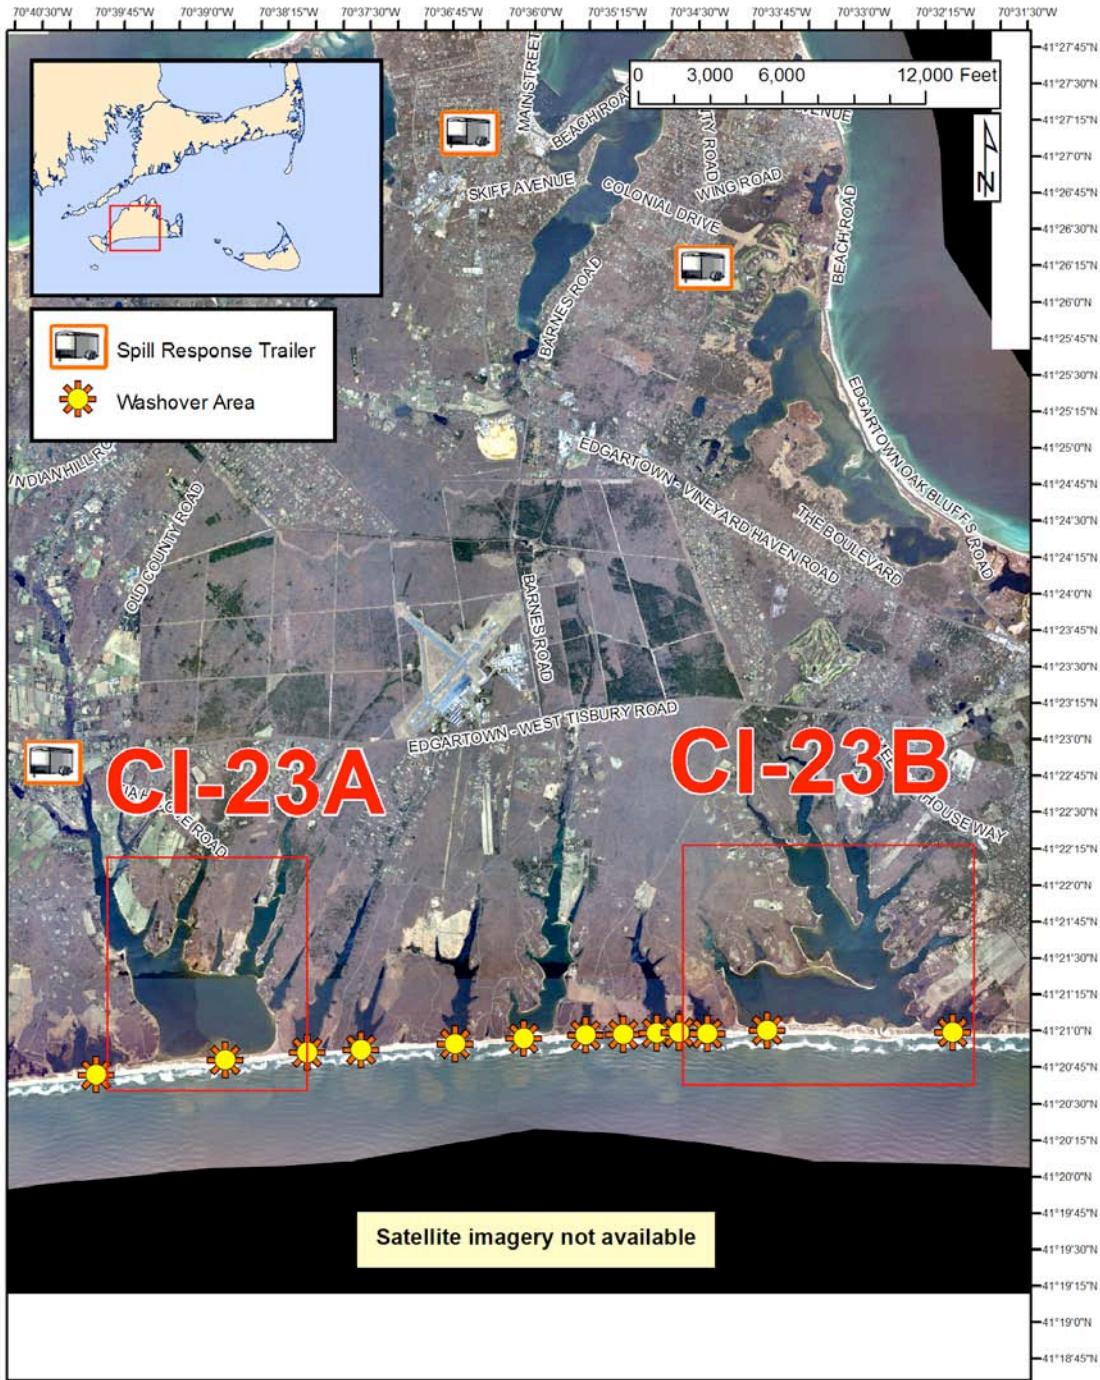 70°40'30"W 70°39'45"W 70°39'0"W 70°38'15"W 70°37'30"W 70°36'45"W 70°36'0"W 70°35'15"W 70°34'30"W 70°33'45"W 70°33'0"W 70°32'15"W 70°31'30"W
0 3,000 6,000 12,000 Feet
N
Spill Response Trailer
Washover Area
MAIN STREET
BEACH ROAD
AVENUE
SKIFF AVENUE
COLONIAL DRIVE
WING ROAD
BEACH ROAD
BARNES ROAD
INDIAN HILL
OLD COUNTY ROAD
EDGARTOWN OAK BLUFFS ROAD
EDGARTOWN - VINEYARD HAVEN ROAD
THE BOULEVARD
BARNES ROAD
EDGARTOWN - WEST TISBURY ROAD
CI-23A
CI-23B
ROAD
HOUSE WAY
Satellite imagery not available
41°27'45"N
41°27'30"N
41°27'15"N
41°27'0"N
41°26'45"N
41°26'30"N
41°26'15"N
41°26'0"N
41°25'45"N
41°25'30"N
41°25'15"N
41°25'0"N
41°24'45"N
41°24'30"N
41°24'15"N
41°24'0"N
41°23'45"N
41°23'30"N
41°23'15"N
41°23'0"N
41°22'45"N
41°22'30"N
41°22'15"N
41°22'0"N
41°21'45"N
41°21'30"N
41°21'15"N
41°21'0"N
41°20'45"N
41°20'30"N
41°20'15"N
41°20'0"N
41°19'45"N
41°19'30"N
41°19'15"N
41°19'0"N
41°18'45"N